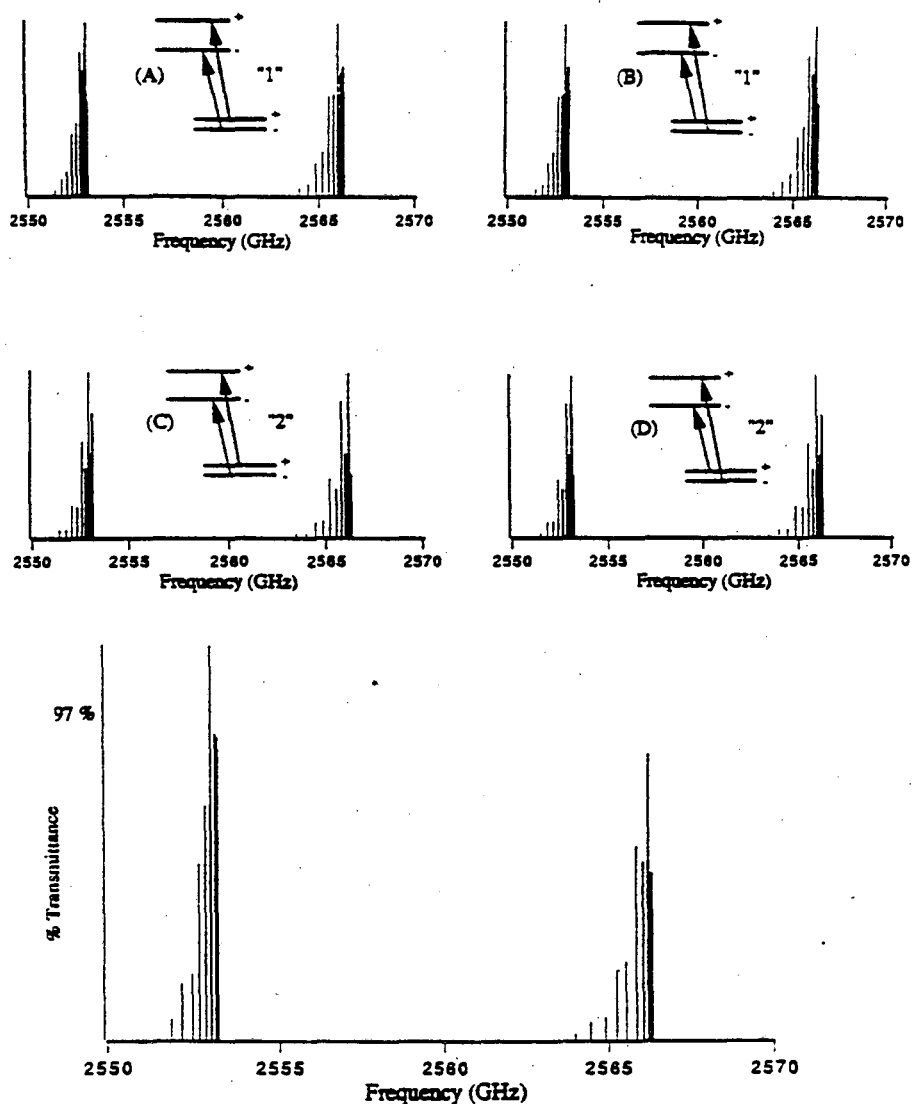 +
-
(A) "1"
+
-
2550 2555 2560 2565 2570
Frequency (GHz)
+
-
(B) "1"
+
-
2550 2555 2560 2565 2570
Frequency (GHz)
+
-
(C) "2"
+
-
2550 2555 2560 2565 2570
Frequency (GHz)
+
-
(D) "2"
+
-
2550 2555 2560 2565 2570
Frequency (GHz)
97 %
% Transmittance
2550 2555 2560 2565 2570
Frequency (GHz)